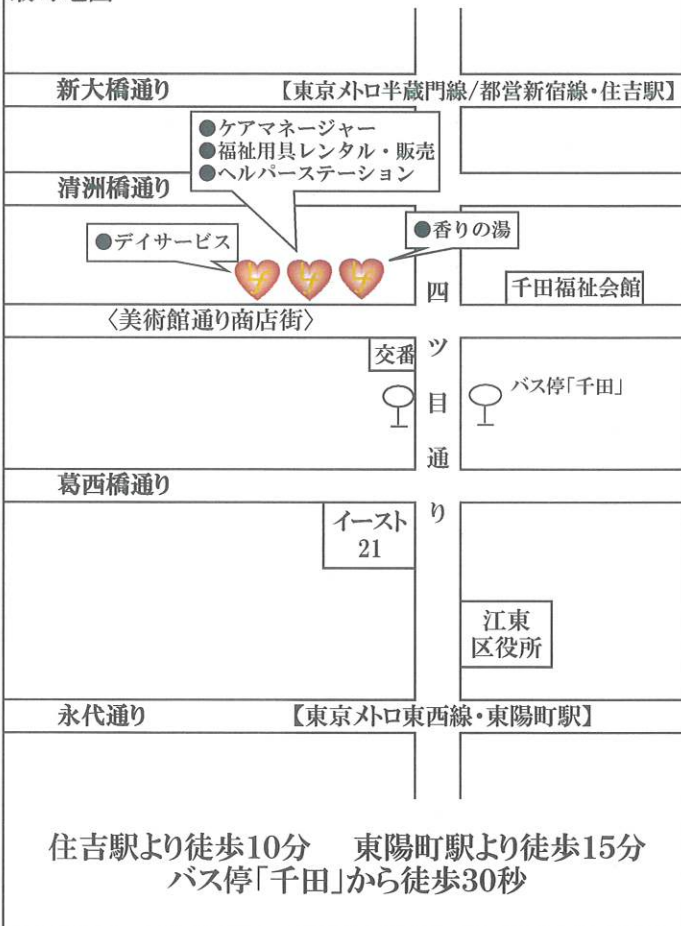 新大橋通り
【東京メトロ半蔵門線/都営新宿線・住吉駅】
●ケアマネージャー
●福祉用具レンタル・販売
●ヘルパーステーション
清洲橋通り
●デイサービス
●香りの湯
千田福祉会館
〈美術館通り商店街〉
四ツ目通り
交番
バス停「千田」
葛西橋通り
イースト
21
江東
区役所
永代通り
【東京メトロ東西線・東陽町駅】
住吉駅より徒歩10分 東陽町駅より徒歩15分
バス停「千田」から徒歩30秒